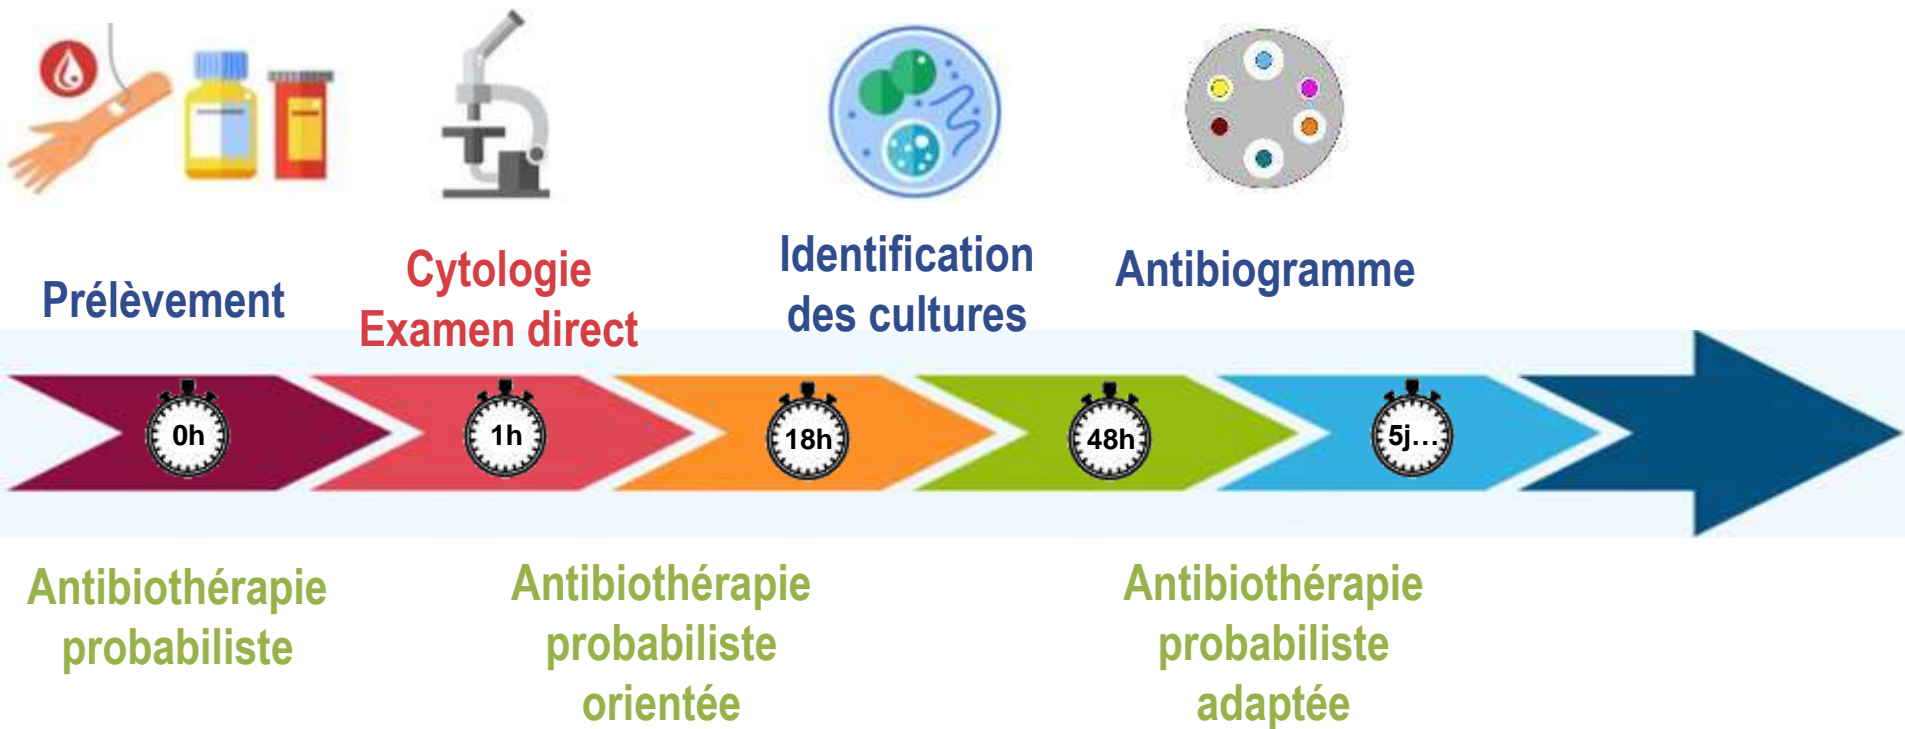 Prélèvement
Cytologie
Examen direct
Identification
des cultures
Antibiogramme
0h
1h
18h
48h
5j...
Antibiothérapie
probabiliste
Antibiothérapie
probabiliste
orientée
Antibiothérapie
probabiliste
adaptée